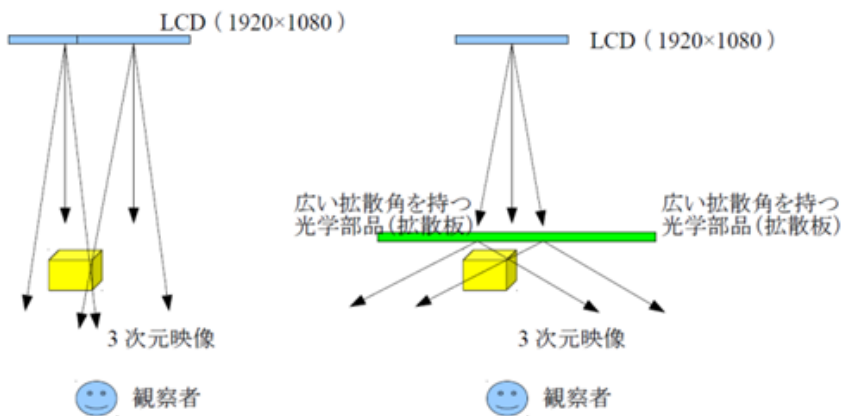 LCD（1920×1080）
3次元映像
観察者
LCD（1920×1080）
広い拡散角を持つ
光学部品(拡散板)
広い拡散角を持つ
光学部品(拡散板)
3次元映像
観察者